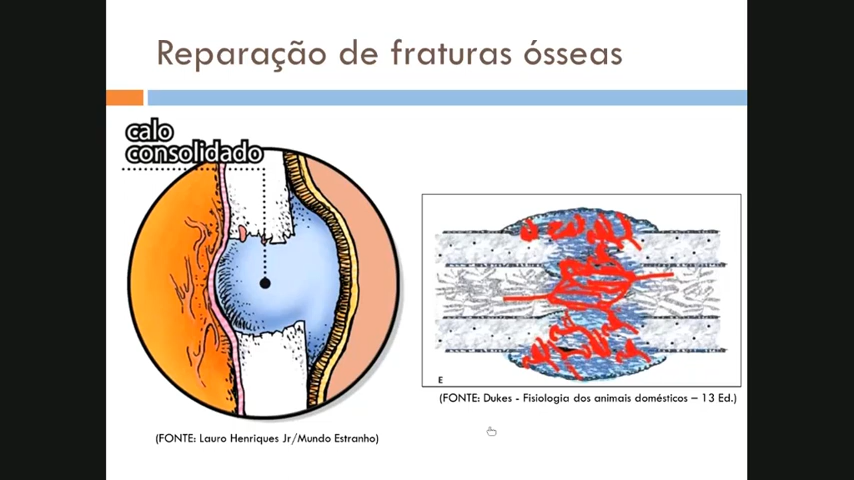 Reparação de fraturas ósseas
calo
consolidado
E
(FONTE: Dukes - Fisiologia dos animais domésticos – 13 Ed.)
(FONTE: Lauro Henriques Jr/Mundo Estranho)